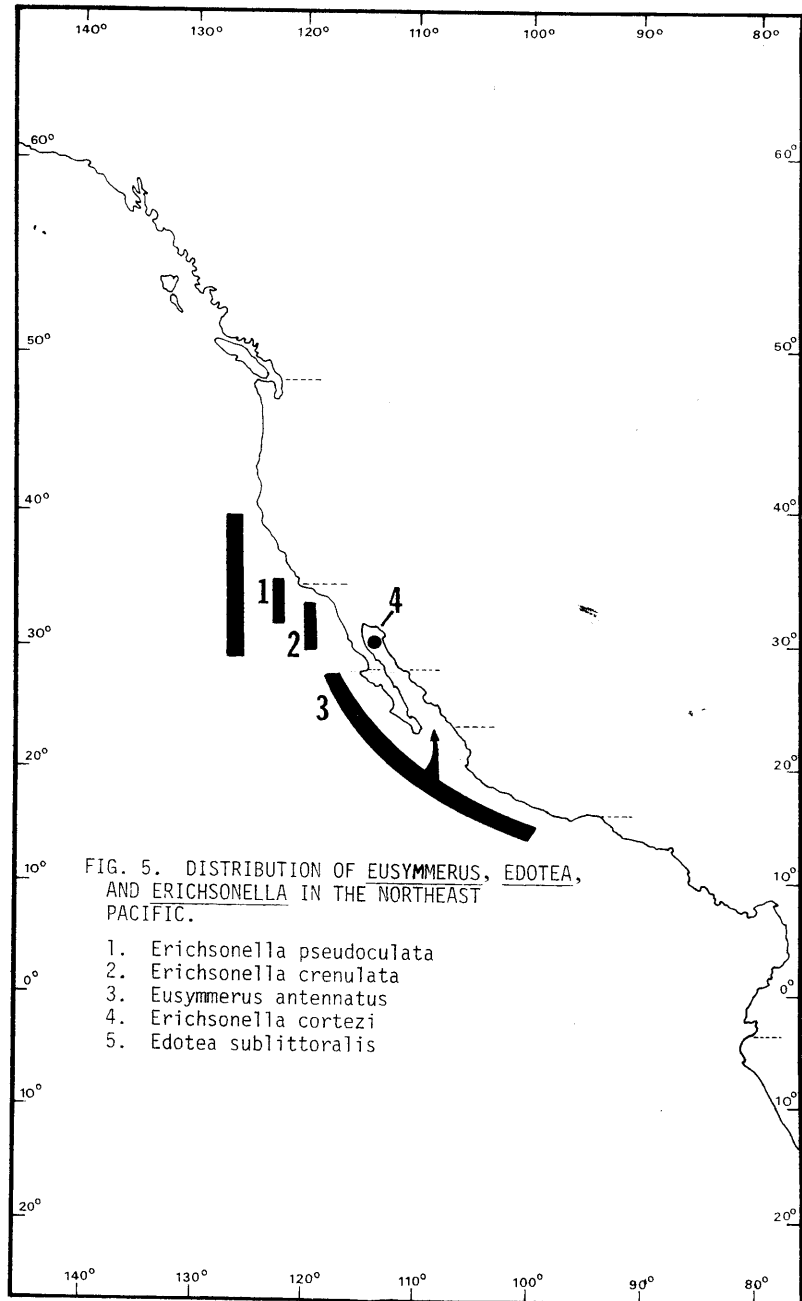 140° 130° 120° 110° 100° 90° 80°
60° 60°
50° 50°
40° 40°
1
4
2
30° 30°
3
20° 20°
FIG. 5. DISTRIBUTION OF EUSYMMERUS, EDOTEA,
10° 10°
AND ERICHSONELLA IN THE NORTHEAST
PACIFIC.
1. Erichsonella pseudoculata
2. Erichsonella crenulata
0° 0°
3. Eusymmerus antennatus
4. Erichsonella cortezi
5. Edotea sublittoralis
10° 10°
20° 20°
140° 130° 120° 110° 100° 90° 80°